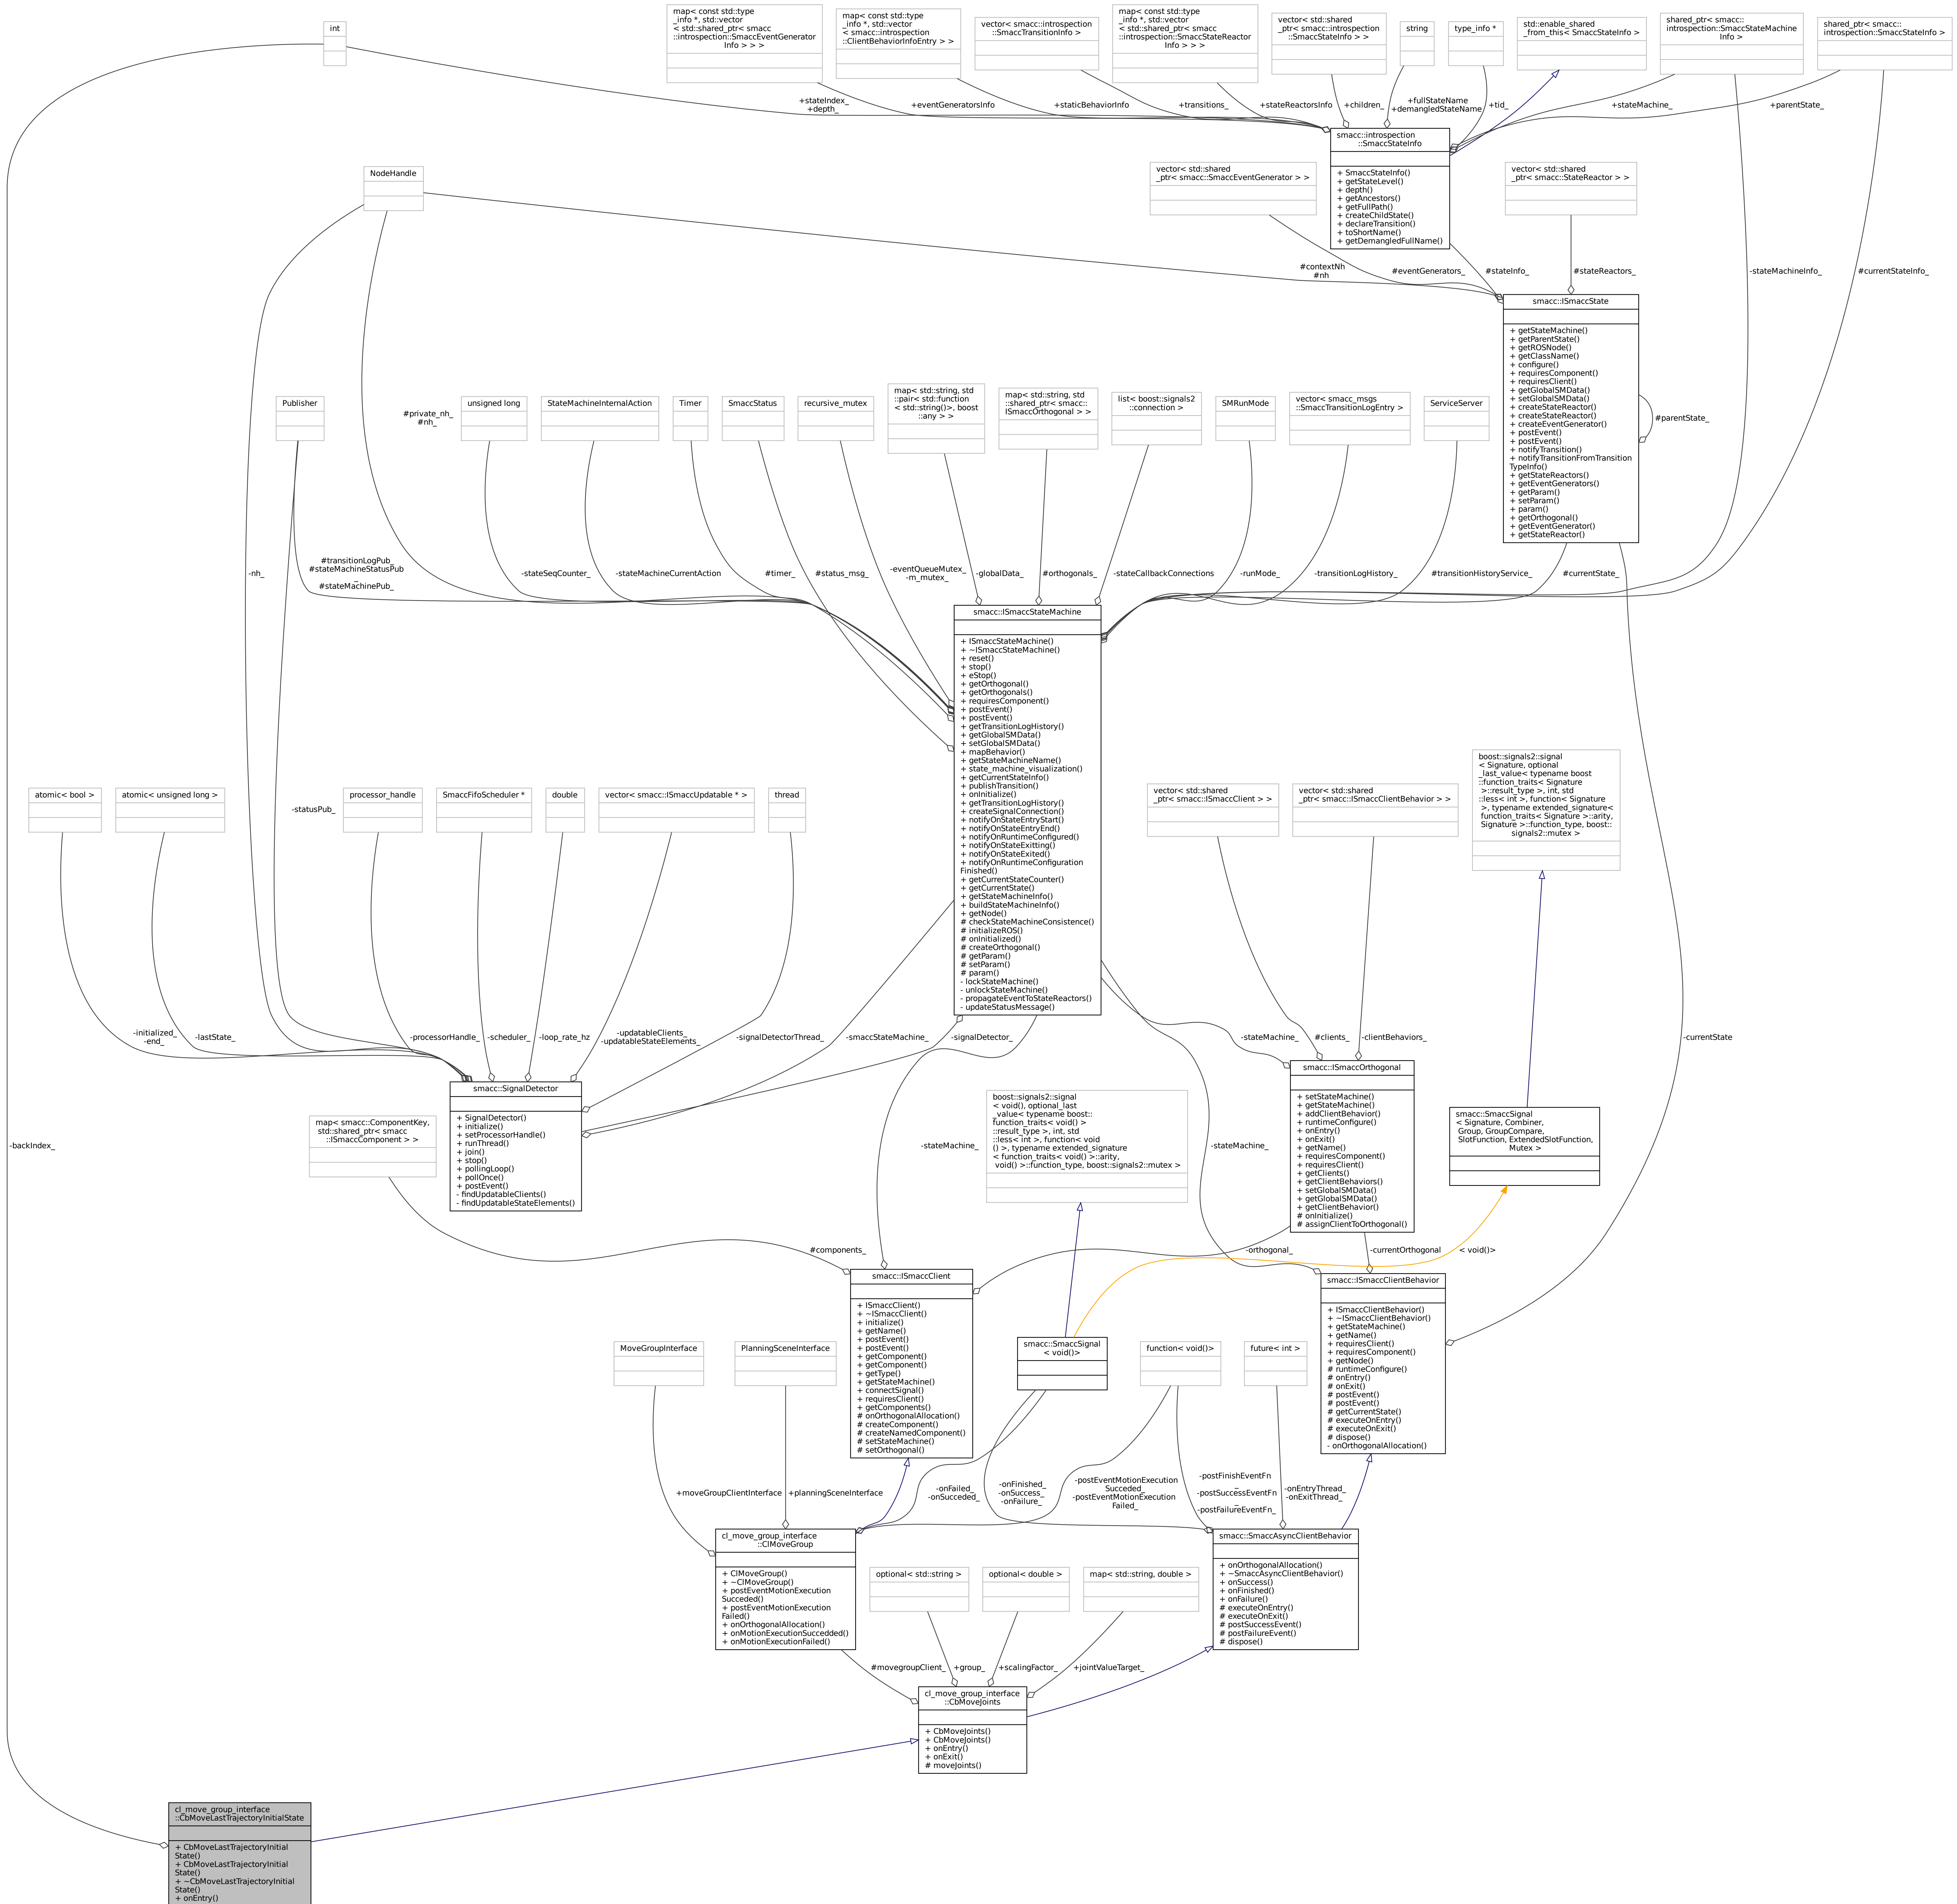 int
map< const std::type
_info *, std::vector
< std::shared_ptr< smacc
::introspection::SmaccEventGenerator
Info > > >
map< const std::type
_info *, std::vector
< smacc::introspection
::ClientBehaviorInfoEntry > >
vector< smacc::introspection
::SmaccTransitionInfo >
map< const std::type
_info *, std::vector
< std::shared_ptr< smacc
::introspection::SmaccStateReactor
Info > > >
vector< std::shared
_ptr< smacc::introspection
::SmaccStateInfo > >
string
type_info *
std::enable_shared
_from_this< SmaccStateInfo >
shared_ptr< smacc::
introspection::SmaccStateMachine
Info >
shared_ptr< smacc::
introspection::SmaccStateInfo >
+stateIndex_
+depth_
+eventGeneratorsInfo
+staticBehaviorInfo
+transitions_
+stateReactorsInfo
+children_
+fullStateName
+demangledStateName
+tid_
+stateMachine_
+parentState_
smacc::introspection
::SmaccStateInfo
+ SmaccStateInfo()
+ getStateLevel()
+ depth()
+ getAncestors()
+ getFullPath()
+ createChildState()
+ declareTransition()
+ toShortName()
+ getDemangledFullName()
NodeHandle
vector< std::shared
_ptr< smacc::SmaccEventGenerator > >
vector< std::shared
_ptr< smacc::StateReactor > >
#contextNh
#nh
#eventGenerators_
#stateInfo_
#stateReactors_
-stateMachineInfo_
#currentStateInfo_
smacc::ISmaccState
+ getStateMachine()
+ getParentState()
+ getROSNode()
+ getClassName()
+ configure()
+ requiresComponent()
+ requiresClient()
+ getGlobalSMData()
+ setGlobalSMData()
+ createStateReactor()
+ createStateReactor()
+ createEventGenerator()
+ postEvent()
+ postEvent()
+ notifyTransition()
+ notifyTransitionFromTransition
TypeInfo()
+ getStateReactors()
+ getEventGenerators()
+ getParam()
+ setParam()
+ param()
+ getOrthogonal()
+ getEventGenerator()
+ getStateReactor()
#parentState_
Publisher
#private_nh_
#nh_
unsigned long
StateMachineInternalAction
Timer
SmaccStatus
recursive_mutex
map< std::string, std
::pair< std::function
< std::string()>, boost
::any > >
map< std::string, std
::shared_ptr< smacc::
ISmaccOrthogonal > >
list< boost::signals2
::connection >
SMRunMode
vector< smacc_msgs
::SmaccTransitionLogEntry >
ServiceServer
-nh_
#transitionLogPub_
#stateMachineStatusPub
_
#stateMachinePub_
-stateSeqCounter_
-stateMachineCurrentAction
#timer_
#status_msg_
-eventQueueMutex_
-m_mutex_
-globalData_
#orthogonals_
-stateCallbackConnections
-runMode_
-transitionLogHistory_
#transitionHistoryService_
#currentState_
smacc::ISmaccStateMachine
+ ISmaccStateMachine()
+ ~ISmaccStateMachine()
+ reset()
+ stop()
+ eStop()
+ getOrthogonal()
+ getOrthogonals()
+ requiresComponent()
+ postEvent()
+ postEvent()
+ getTransitionLogHistory()
+ getGlobalSMData()
+ setGlobalSMData()
+ mapBehavior()
+ getStateMachineName()
+ state_machine_visualization()
+ getCurrentStateInfo()
+ publishTransition()
+ onInitialize()
+ getTransitionLogHistory()
+ createSignalConnection()
+ notifyOnStateEntryStart()
+ notifyOnStateEntryEnd()
+ notifyOnRuntimeConfigured()
+ notifyOnStateExitting()
+ notifyOnStateExited()
+ notifyOnRuntimeConfiguration
Finished()
+ getCurrentStateCounter()
+ getCurrentState()
+ getStateMachineInfo()
+ buildStateMachineInfo()
+ getNode()
# checkStateMachineConsistence()
# initializeROS()
# onInitialized()
# createOrthogonal()
# getParam()
# setParam()
# param()
- lockStateMachine()
- unlockStateMachine()
- propagateEventToStateReactors()
- updateStatusMessage()
atomic< bool >
atomic< unsigned long >
-statusPub_
processor_handle
SmaccFifoScheduler *
double
vector< smacc::ISmaccUpdatable * >
thread
vector< std::shared
_ptr< smacc::ISmaccClient > >
vector< std::shared
_ptr< smacc::ISmaccClientBehavior > >
boost::signals2::signal
< Signature, optional
_last_value< typename boost
::function_traits< Signature
>::result_type >, int, std
::less< int >, function< Signature
>, typename extended_signature<
function_traits< Signature >::arity,
Signature >::function_type, boost::
signals2::mutex >
-initialized_
-end_
-lastState_
-processorHandle_
-scheduler_
-loop_rate_hz
-updatableClients_
-updatableStateElements_
-signalDetectorThread_
-smaccStateMachine_
-signalDetector_
-stateMachine_
#clients_
-clientBehaviors_
-currentState
smacc::SignalDetector
+ SignalDetector()
+ initialize()
+ setProcessorHandle()
+ runThread()
+ join()
+ stop()
+ pollingLoop()
+ pollOnce()
+ postEvent()
- findUpdatableClients()
- findUpdatableStateElements()
smacc::ISmaccOrthogonal
+ setStateMachine()
+ getStateMachine()
+ addClientBehavior()
+ runtimeConfigure()
+ onEntry()
+ onExit()
+ getName()
+ requiresComponent()
+ requiresClient()
+ getClients()
+ getClientBehaviors()
+ setGlobalSMData()
+ getGlobalSMData()
+ getClientBehavior()
# onInitialize()
# assignClientToOrthogonal()
smacc::SmaccSignal
< Signature, Combiner,
Group, GroupCompare,
SlotFunction, ExtendedSlotFunction,
Mutex >
map< smacc::ComponentKey,
std::shared_ptr< smacc
::ISmaccComponent > >
boost::signals2::signal
< void(), optional_last
_value< typename boost::
function_traits< void() >
::result_type >, int, std
::less< int >, function< void
() >, typename extended_signature
< function_traits< void() >::arity,
void() >::function_type, boost::signals2::mutex >
-backIndex_
-stateMachine_
-stateMachine_
#components_
-orthogonal_
-currentOrthogonal
< void()>
smacc::ISmaccClient
+ ISmaccClient()
+ ~ISmaccClient()
+ initialize()
+ getName()
+ postEvent()
+ postEvent()
+ getComponent()
+ getComponent()
+ getType()
+ getStateMachine()
+ connectSignal()
+ requiresClient()
+ getComponents()
# onOrthogonalAllocation()
# createComponent()
# createNamedComponent()
# setStateMachine()
# setOrthogonal()
smacc::ISmaccClientBehavior
+ ISmaccClientBehavior()
+ ~ISmaccClientBehavior()
+ getStateMachine()
+ getName()
+ requiresClient()
+ requiresComponent()
+ getNode()
# runtimeConfigure()
# onEntry()
# onExit()
# postEvent()
# postEvent()
# getCurrentState()
# executeOnEntry()
# executeOnExit()
# dispose()
- onOrthogonalAllocation()
MoveGroupInterface
PlanningSceneInterface
smacc::SmaccSignal
< void()>
function< void()>
future< int >
+moveGroupClientInterface
+planningSceneInterface
-onFailed_
-onSucceded_
-onFinished_
-onSuccess_
-onFailure_
-postEventMotionExecution
Succeded_
-postEventMotionExecution
Failed_
-postFinishEventFn
_
-postSuccessEventFn
_
-postFailureEventFn_
-onEntryThread_
-onExitThread_
cl_move_group_interface
::ClMoveGroup
+ ClMoveGroup()
+ ~ClMoveGroup()
+ postEventMotionExecution
Succeded()
+ postEventMotionExecution
Failed()
+ onOrthogonalAllocation()
+ onMotionExecutionSuccedded()
+ onMotionExecutionFailed()
optional< std::string >
optional< double >
map< std::string, double >
smacc::SmaccAsyncClientBehavior
+ onOrthogonalAllocation()
+ ~SmaccAsyncClientBehavior()
+ onSuccess()
+ onFinished()
+ onFailure()
# executeOnEntry()
# executeOnExit()
# postSuccessEvent()
# postFailureEvent()
# dispose()
#movegroupClient_
+group_
+scalingFactor_
+jointValueTarget_
cl_move_group_interface
::CbMoveJoints
+ CbMoveJoints()
+ CbMoveJoints()
+ onEntry()
+ onExit()
# moveJoints()
cl_move_group_interface
::CbMoveLastTrajectoryInitialState
+ CbMoveLastTrajectoryInitial
State()
+ CbMoveLastTrajectoryInitial
State()
+ ~CbMoveLastTrajectoryInitial
State()
+ onEntry()